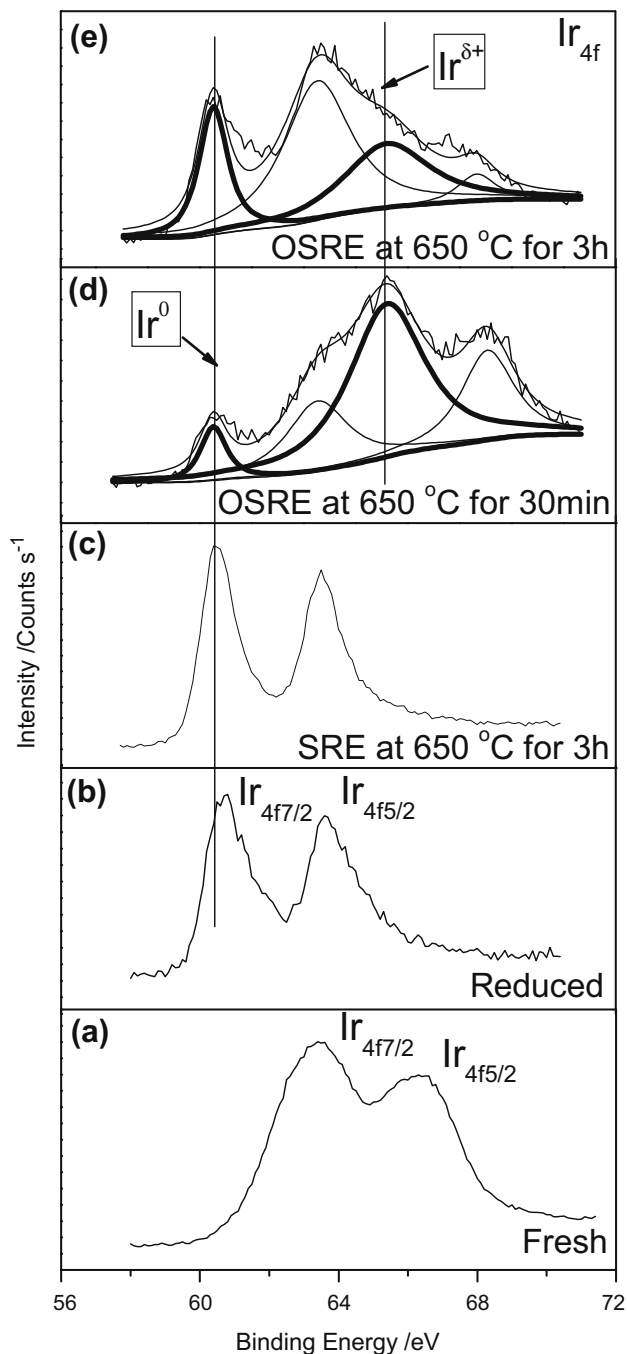 (e)
Ir4f
Irδ+
OSRE at 650 °C for 3h
(d)
Ir0
OSRE at 650 °C for 30min
(c)
SRE at 650 °C for 3h
(b)
Ir4f7/2
Ir4f5/2
Reduced
(a)
Ir4f7/2
Ir4f5/2
Fresh
Intensity /Counts s-1
56 60 64 68 72
Binding Energy /eV